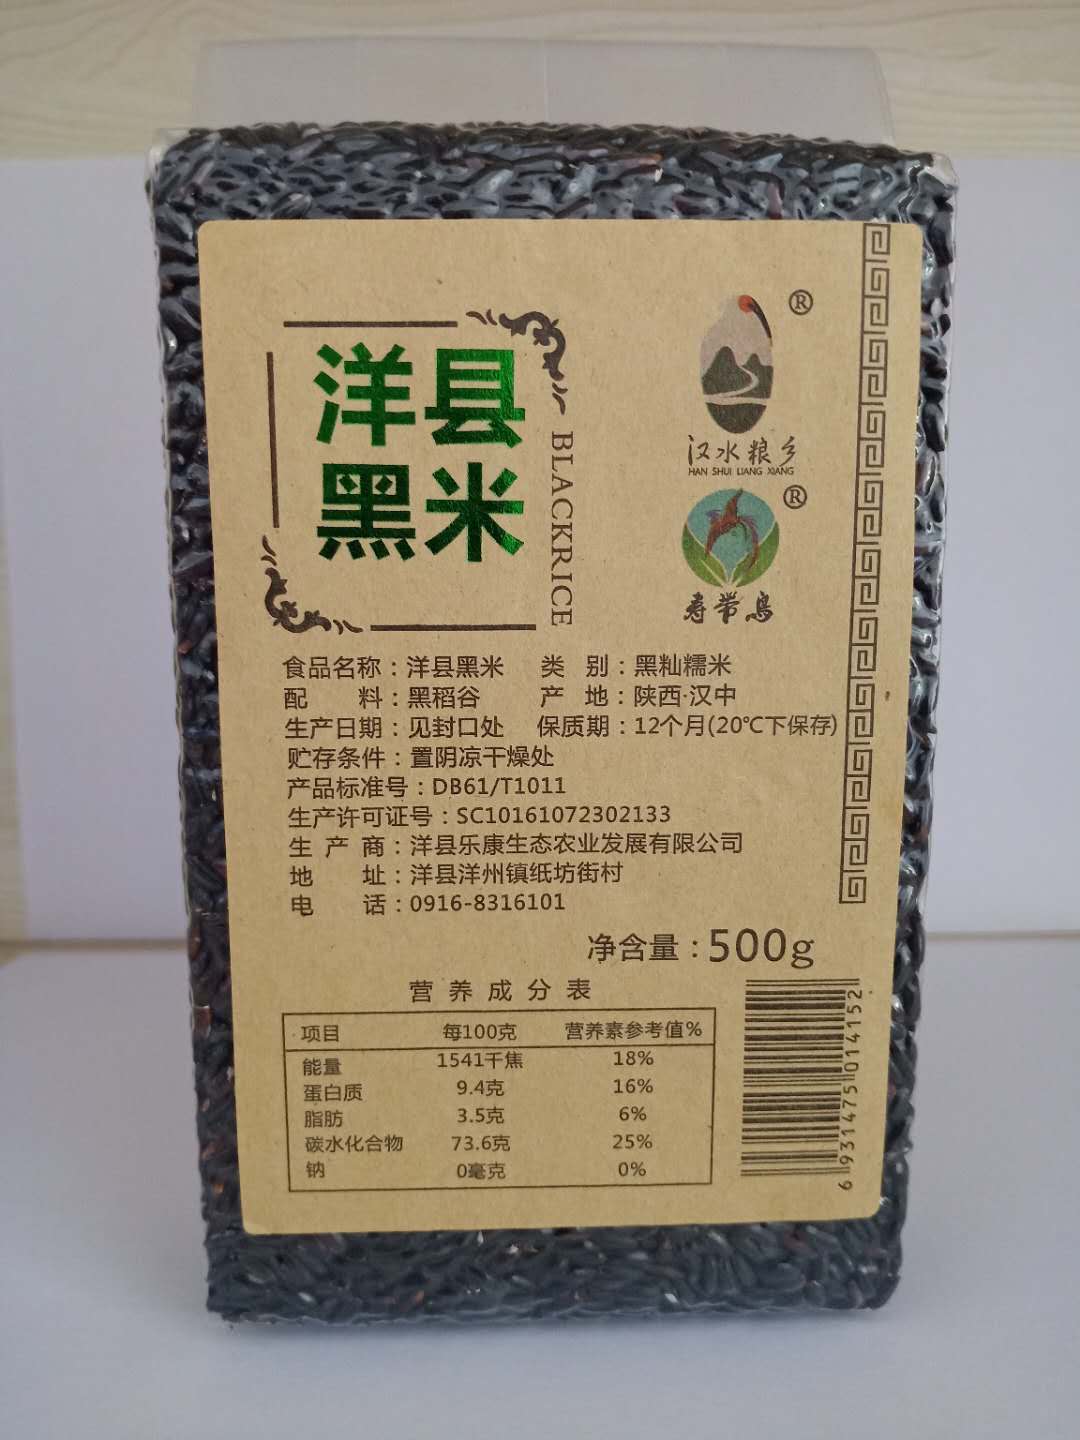 洋县
黑米
BLACKRICE
®
汉水粮乡
HAN SHUI LIANG XIANG
®
寿带鸟
食品名称：洋县黑米 类 别：黑籼糯米
配 料：黑稻谷 产 地：陕西·汉中
生产日期：见封口处 保质期：12个月(20℃下保存)
贮存条件：置阴凉干燥处
产品标准号：DB61/T1011
生产许可证号：SC10161072302133
生 产 商：洋县乐康生态农业发展有限公司
地 址：洋县洋州镇纸坊街村
电 话：0916-8316101
净含量：500g
营养成分表
项目 每100克 营养素参考值%
能量 1541千焦 18%
蛋白质 9.4克 16%
脂肪 3.5克 6%
碳水化合物 73.6克 25%
钠 0毫克 0%
6 931475 014152